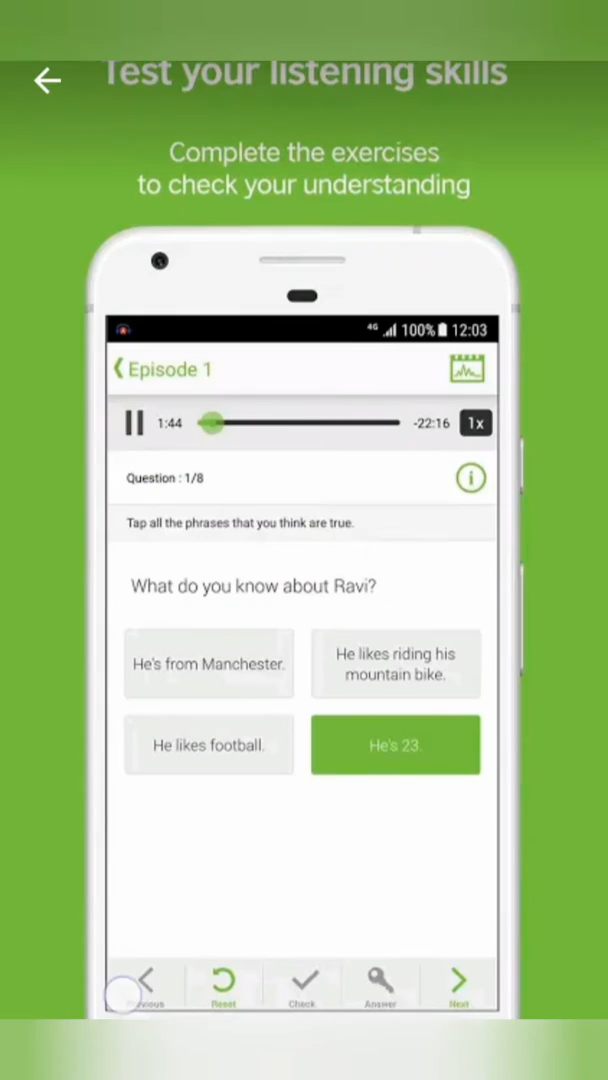 Test your listening skills
Complete the exercises
to check your understanding
4G 100% 12:03
Episode 1
1:44 -22:16 1x
Question : 1/8
i
Tap all the phrases that you think are true.
What do you know about Ravi?
He's from Manchester.
He likes riding his
mountain bike.
He likes football.
He's 23.
Previous Reset Check Answer Next